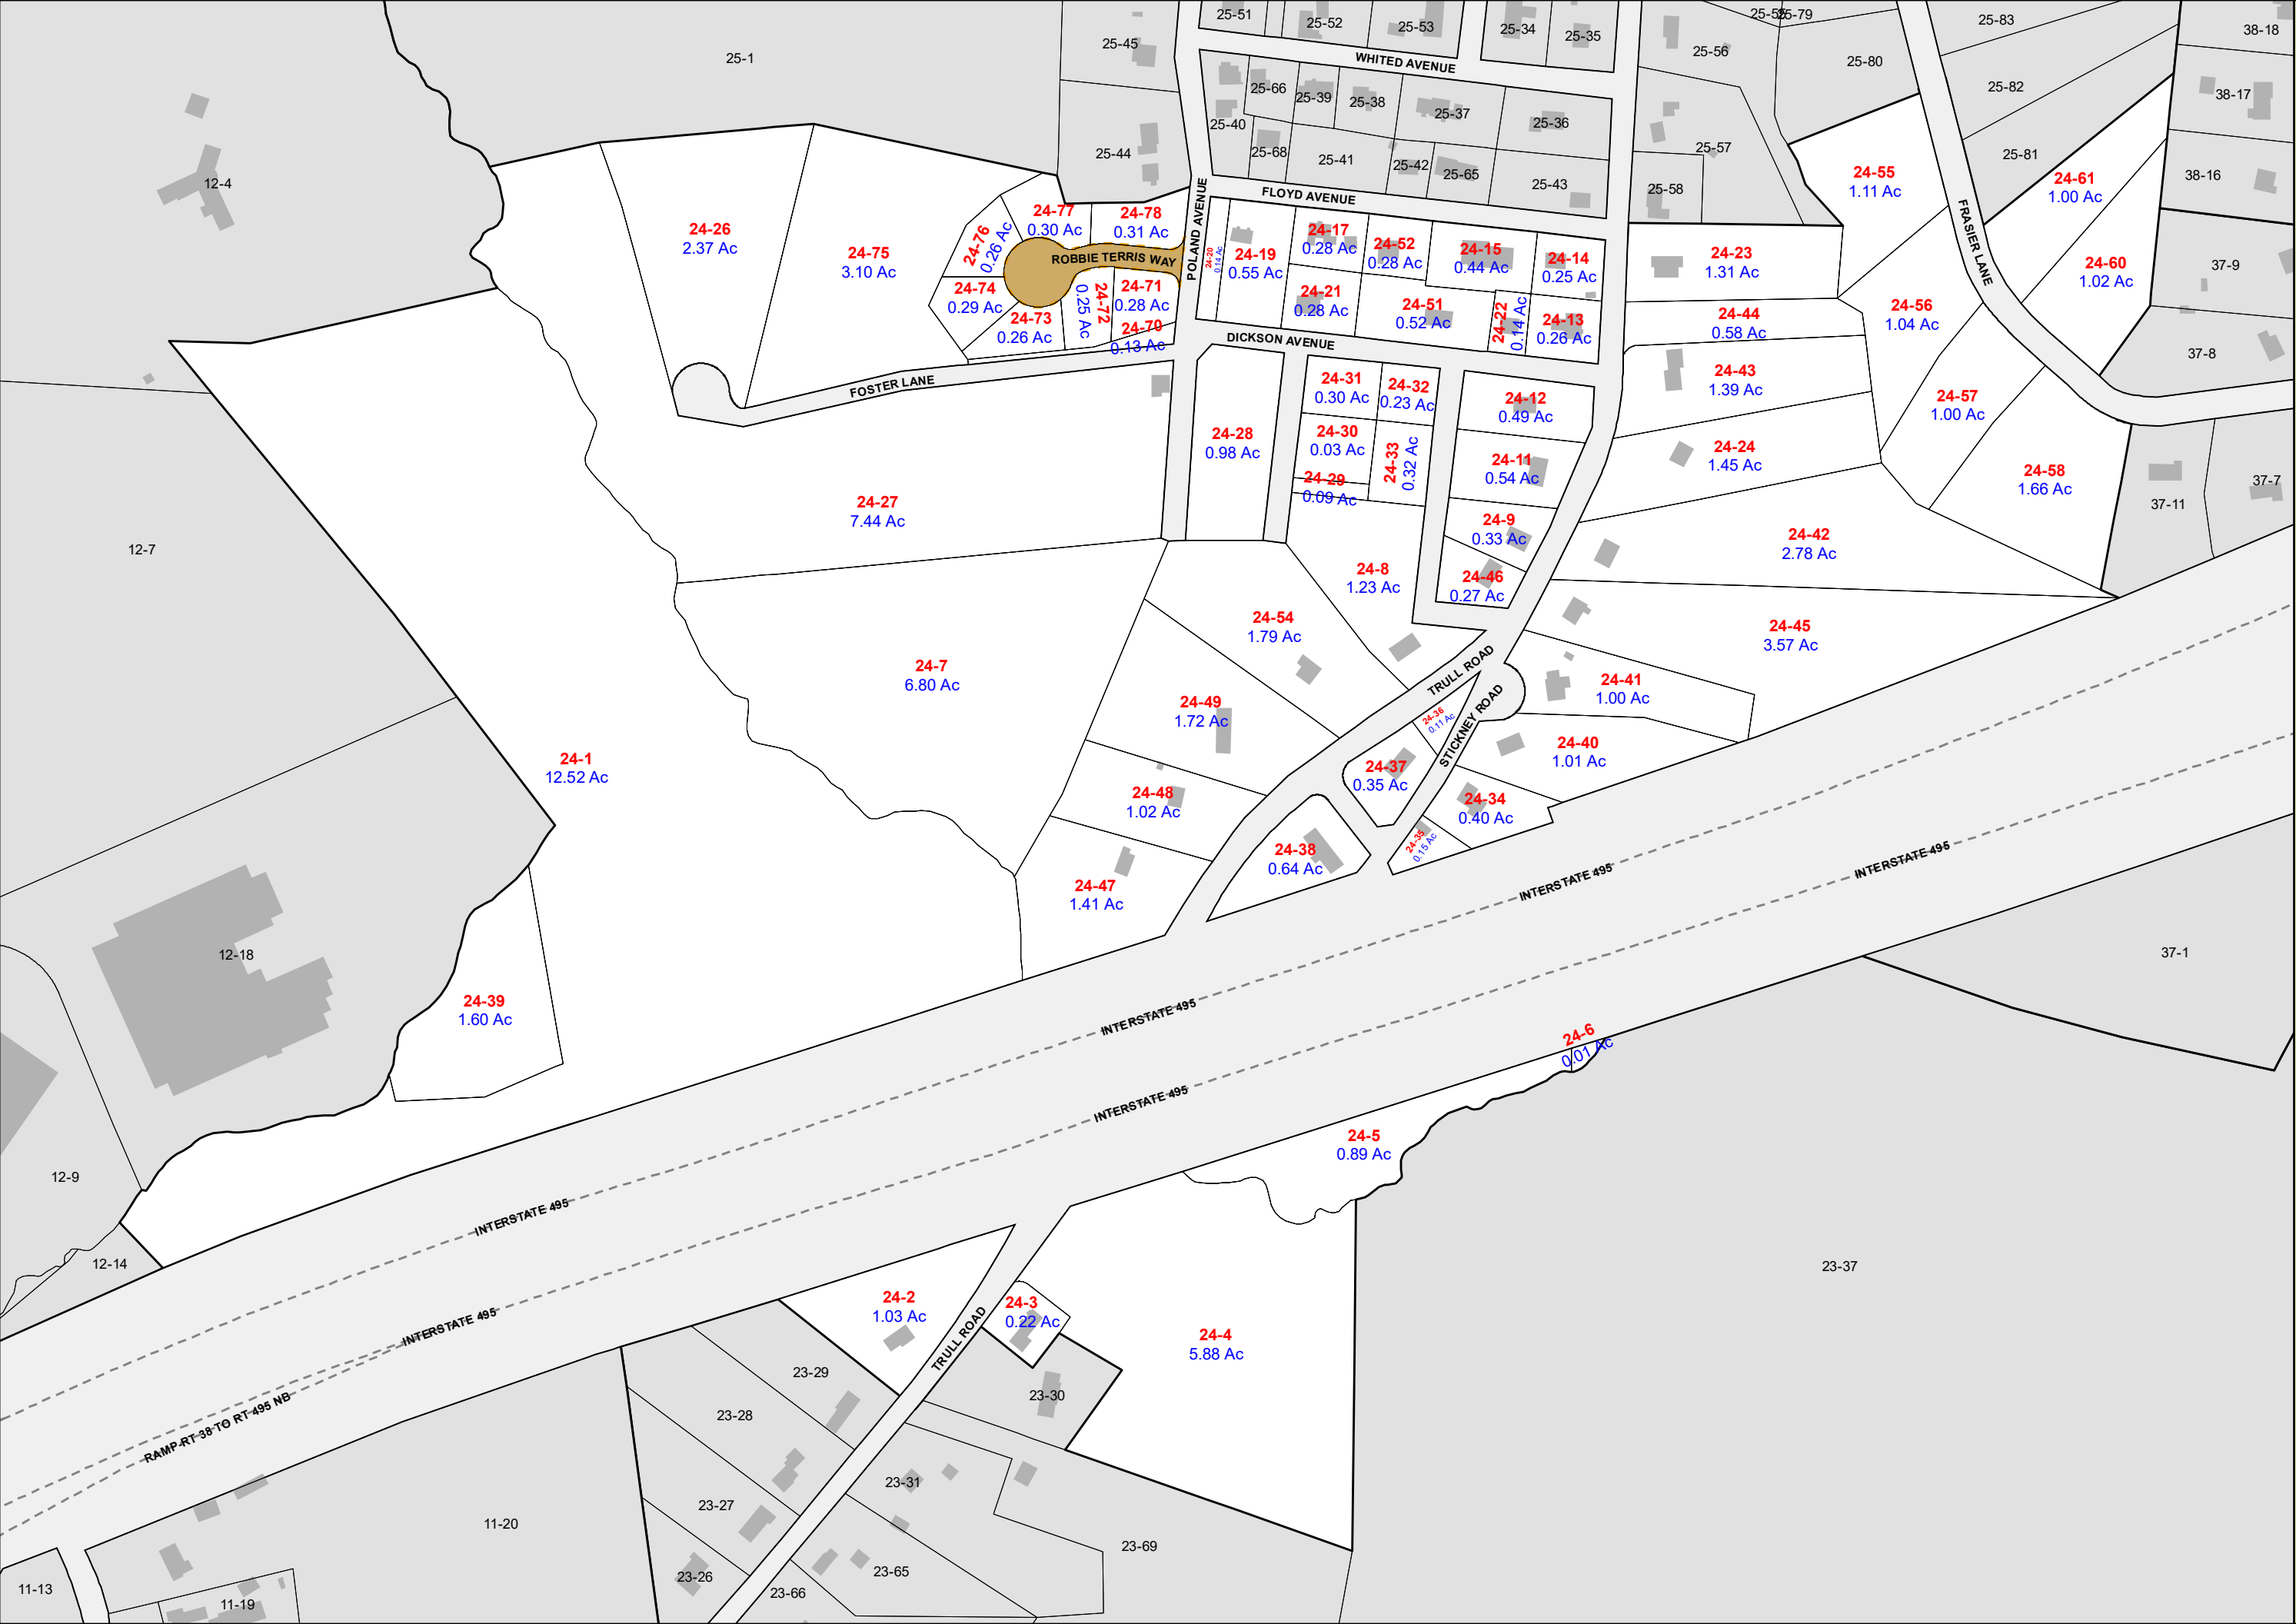 25-51
25-52
25-53
25-34
25-35
25-55
25-79
25-83
38-18
25-1
25-45
WHITED AVENUE
25-56
25-80
25-82
38-17
25-66
25-39
25-38
25-37
25-36
25-40
25-68
25-41
25-42
25-65
25-43
25-44
25-57
25-58
25-81
38-16
12-4
FLOYD AVENUE
POLAND AVENUE
FRASIER LANE
24-55
1.11 Ac
24-61
1.00 Ac
24-26
2.37 Ac
24-75
3.10 Ac
24-76
0.26 Ac
24-77
0.30 Ac
24-78
0.31 Ac
ROBBIE TERRIS WAY
24-20
0.14 Ac
24-19
0.55 Ac
24-17
0.28 Ac
24-52
0.28 Ac
24-15
0.44 Ac
24-14
0.25 Ac
24-23
1.31 Ac
24-60
1.02 Ac
37-9
24-74
0.29 Ac
24-73
0.26 Ac
24-72
0.25 Ac
24-71
0.28 Ac
24-70
0.13 Ac
24-21
0.28 Ac
24-51
0.52 Ac
24-22
0.14 Ac
24-13
0.26 Ac
24-44
0.58 Ac
24-56
1.04 Ac
37-8
DICKSON AVENUE
FOSTER LANE
24-31
0.30 Ac
24-32
0.23 Ac
24-12
0.49 Ac
24-43
1.39 Ac
24-57
1.00 Ac
24-28
0.98 Ac
24-30
0.03 Ac
24-33
0.32 Ac
24-11
0.54 Ac
24-24
1.45 Ac
24-58
1.66 Ac
37-11
37-7
24-29
0.09 Ac
24-27
7.44 Ac
24-9
0.33 Ac
24-42
2.78 Ac
12-7
24-8
1.23 Ac
24-46
0.27 Ac
24-54
1.79 Ac
24-45
3.57 Ac
24-7
6.80 Ac
TRULL ROAD
STICKNEY ROAD
24-41
1.00 Ac
24-49
1.72 Ac
24-36
0.11 Ac
24-40
1.01 Ac
24-1
12.52 Ac
24-37
0.35 Ac
24-48
1.02 Ac
24-34
0.40 Ac
24-35
0.15 Ac
24-38
0.64 Ac
24-47
1.41 Ac
INTERSTATE 495
INTERSTATE 495
12-18
37-1
24-39
1.60 Ac
INTERSTATE 495
24-6
0.01 Ac
INTERSTATE 495
24-5
0.89 Ac
12-9
INTERSTATE 495
12-14
23-37
24-2
1.03 Ac
24-3
0.22 Ac
INTERSTATE 495
TRULL ROAD
24-4
5.88 Ac
23-29
23-30
RAMP-RT 38 TO RT 495 NB
23-28
23-31
23-27
11-20
23-69
23-26
23-65
23-66
11-13
11-19